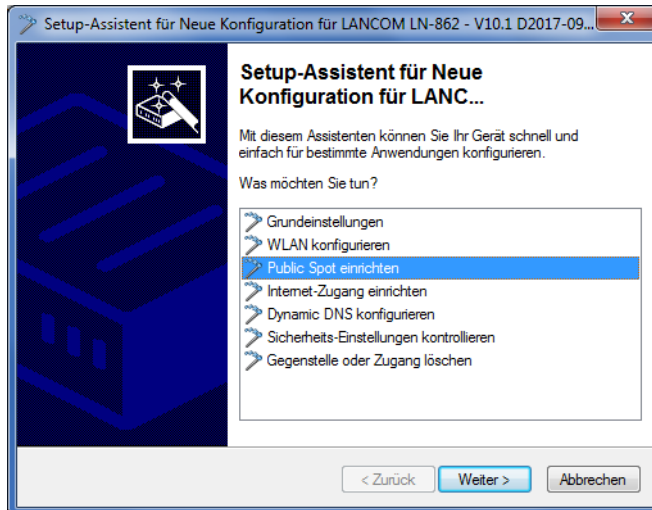 Setup-Assistent für Neue Konfiguration für LANCOM LN-862 - V10.1 D2017-09...
Setup-Assistent für Neue
Konfiguration für LANC...
Mit diesem Assistenten können Sie Ihr Gerät schnell und
einfach für bestimmte Anwendungen konfigurieren.
Was möchten Sie tun?
Grundeinstellungen
WLAN konfigurieren
Public Spot einrichten
Internet-Zugang einrichten
Dynamic DNS konfigurieren
Sicherheits-Einstellungen kontrollieren
Gegenstelle oder Zugang löschen
< Zurück Weiter > Abbrechen